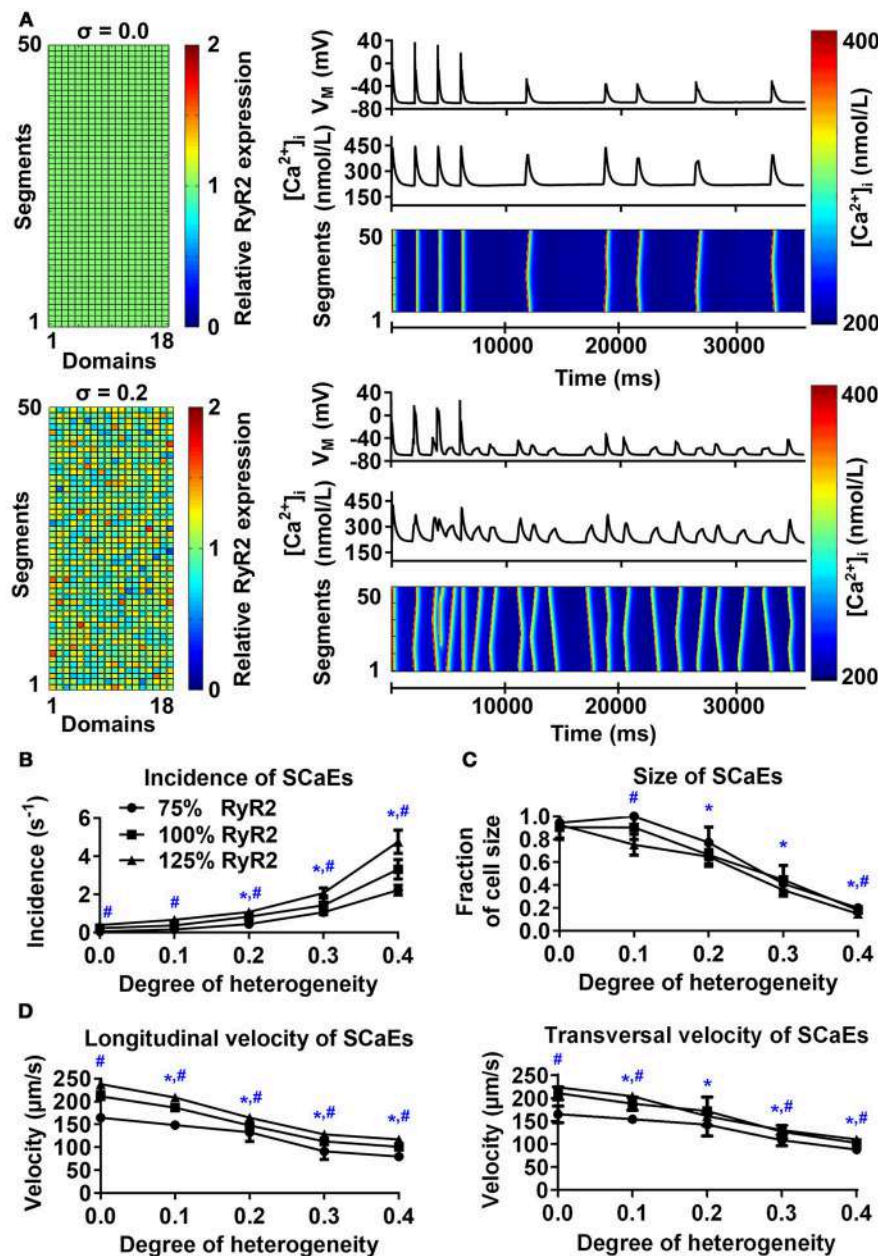 A
σ = 0.0
50
Segments
1
1 18
Domains
2
1
0
Relative RyR2 expression
V_M (mV)
40
0
-40
-80
[Ca²⁺]ᵢ (nmol/L)
450
300
150
Segments
50
1
10000 20000 30000
Time (ms)
400
200
[Ca²⁺]ᵢ (nmol/L)
σ = 0.2
50
Segments
1
1 18
Domains
2
1
0
Relative RyR2 expression
V_M (mV)
40
0
-40
-80
[Ca²⁺]ᵢ (nmol/L)
450
300
150
Segments
50
1
10000 20000 30000
Time (ms)
400
200
[Ca²⁺]ᵢ (nmol/L)
B
Incidence of SCaEs
75% RyR2
100% RyR2
125% RyR2
Incidence (s⁻¹)
6
4
2
0
# # *,# *,# *,#
0.0 0.1 0.2 0.3 0.4
Degree of heterogeneity
C
Size of SCaEs
Fraction of cell size
1.0
0.8
0.6
0.4
0.2
0.0
# * * *,#
0.0 0.1 0.2 0.3 0.4
Degree of heterogeneity
D
Longitudinal velocity of SCaEs
Velocity (µm/s)
250
200
150
100
50
0
# *,# *,# *,# *,#
0.0 0.1 0.2 0.3 0.4
Degree of heterogeneity
Transversal velocity of SCaEs
Velocity (µm/s)
250
200
150
100
50
0
# *,# * *,# *,#
0.0 0.1 0.2 0.3 0.4
Degree of heterogeneity